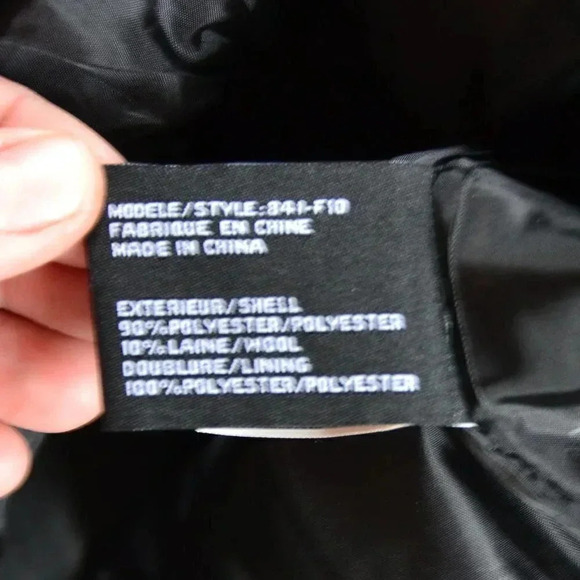 MODELE/STYLE:841-F10
FABRIQUE EN CHINE
MADE IN CHINA
EXTERIEUR/SHELL
90%POLYESTER/POLYESTER
10%LAINE/WOOL
DOUBLURE/LINING
100%POLYESTER/POLYESTER